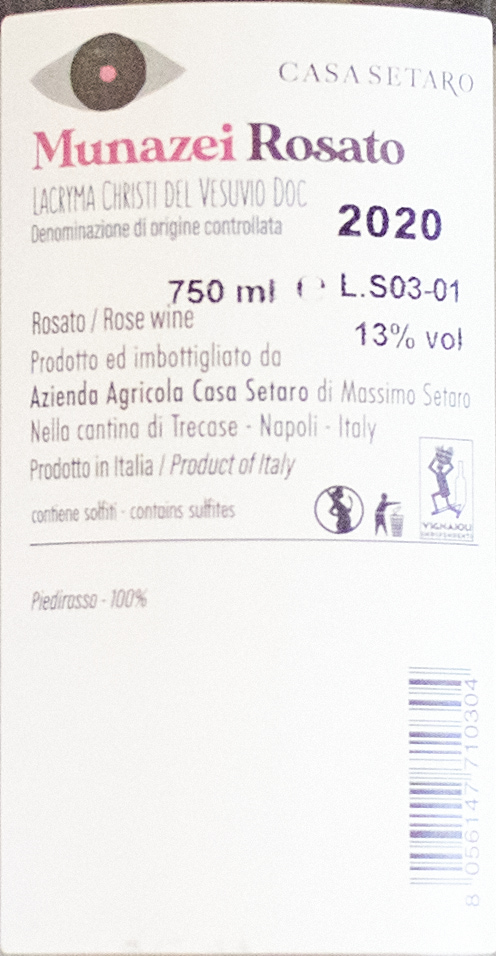 CASA SETARO
Munazei Rosato
LACRYMA CHRISTI DEL VESUVIO DOC
Denominazione di origine controllata
2020
750 ml e L.S03-01
Rosato / Rose wine
13% vol
Prodotto ed imbottigliato da
Azienda Agricola Casa Setaro di Massimo Setaro
Nella cantina di Trecase - Napoli - Italy
Prodotto in Italia / Product of Italy
contiene solfiti - contains sulfites
VIGNAIOLI
INDIPENDENTI
Piedirosso - 100%
8 056147 710304